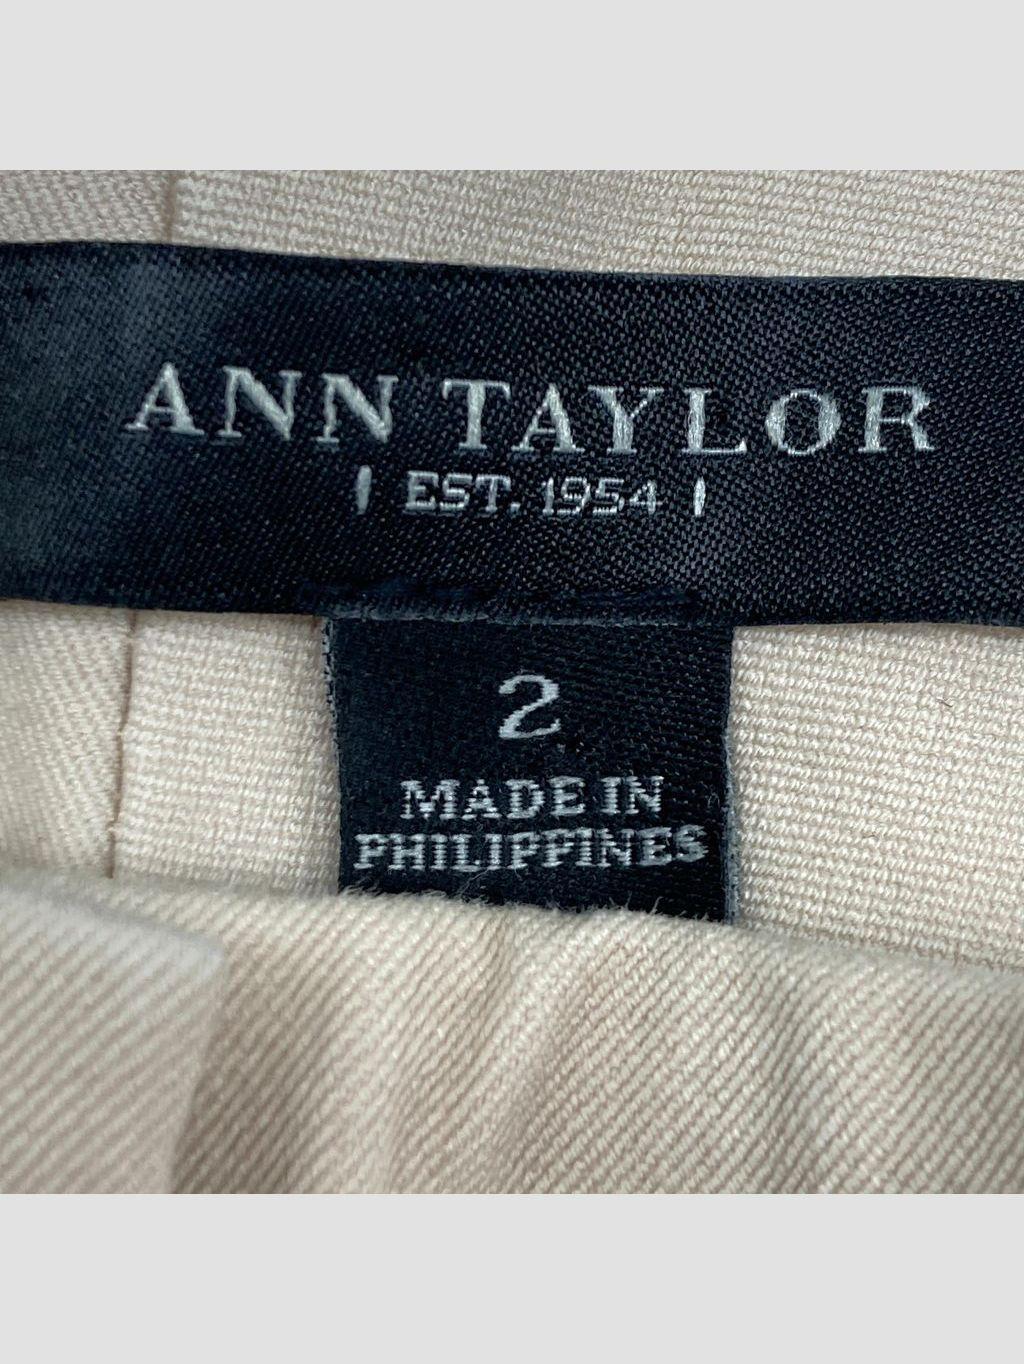 ANN TAYLOR
EST. 1954
2
MADE IN
PHILIPPINES